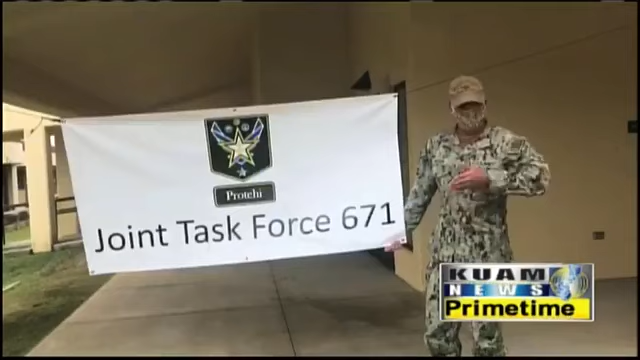 Protehi
Joint Task Force 671
KUAM
NEWS
Primetime